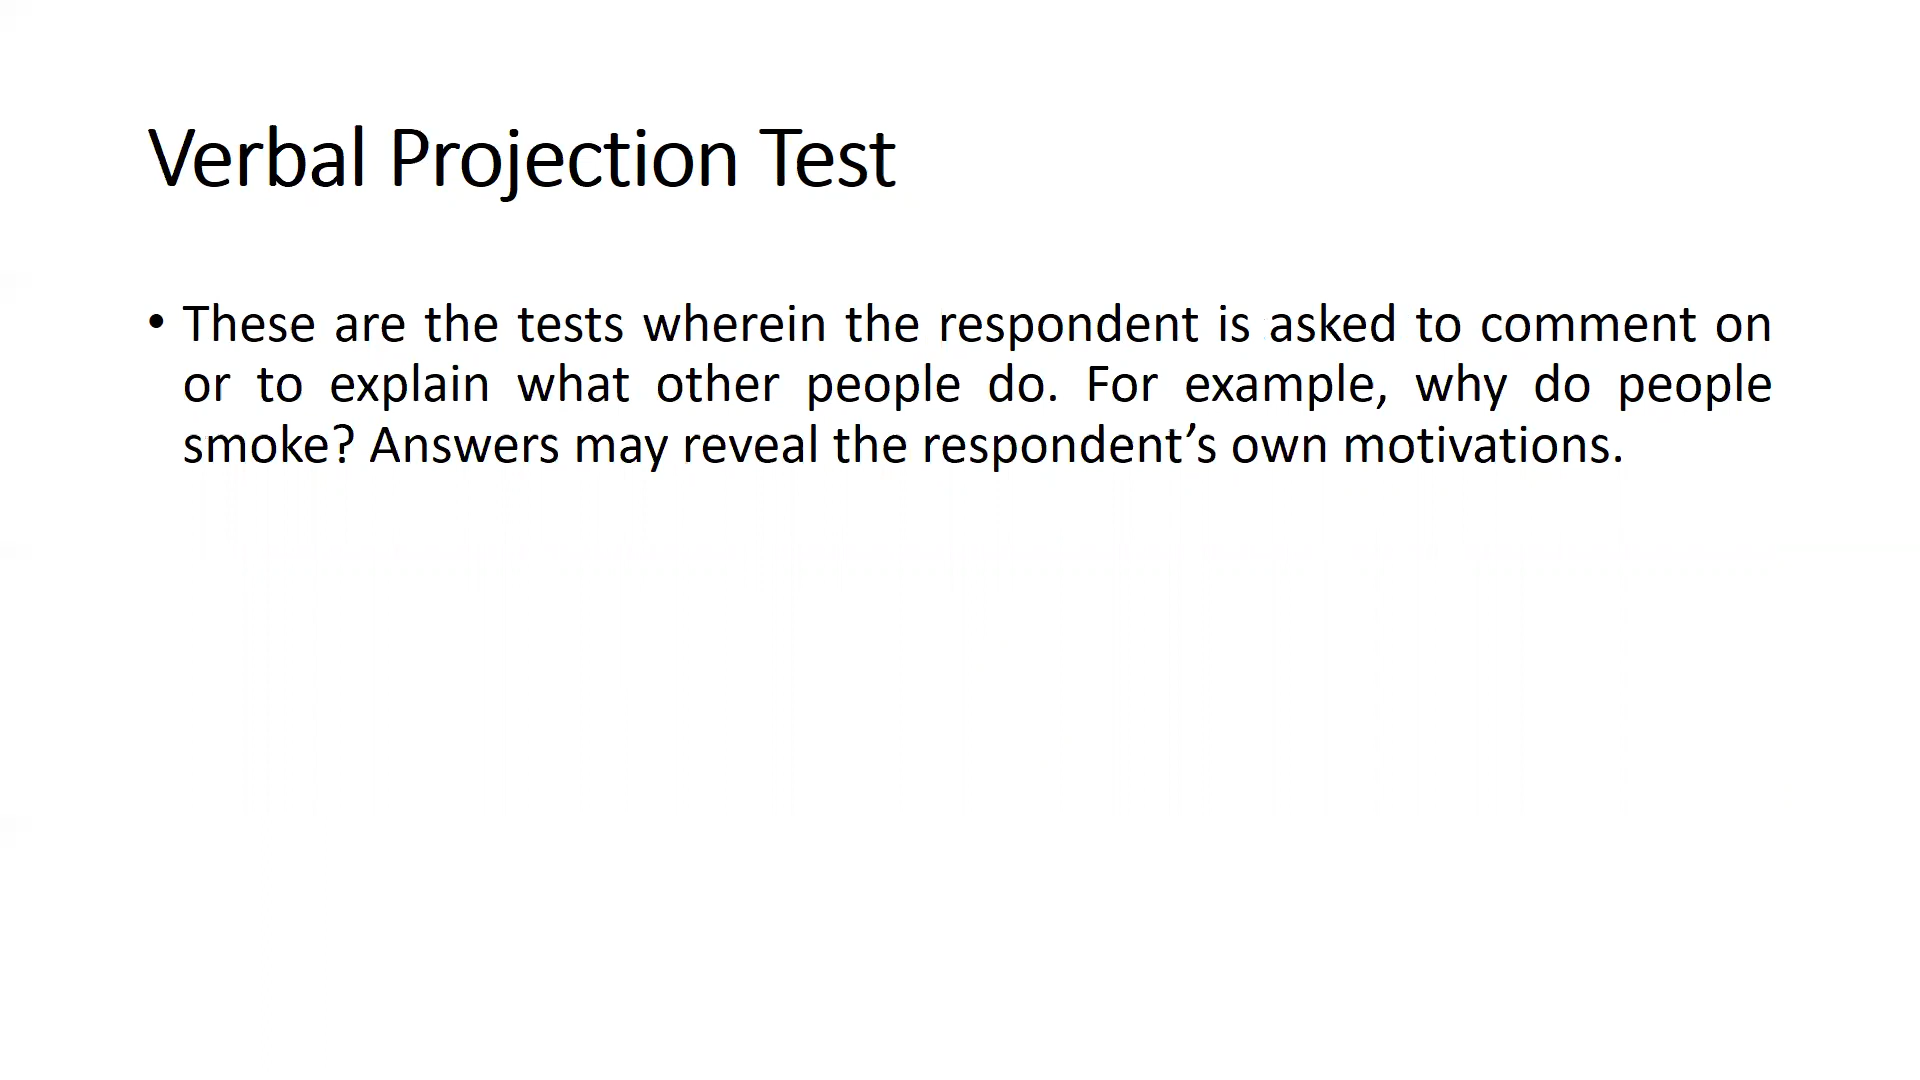 Verbal Projection Test
• These are the tests wherein the respondent is asked to comment on
or to explain what other people do. For example, why do people
smoke? Answers may reveal the respondent’s own motivations.